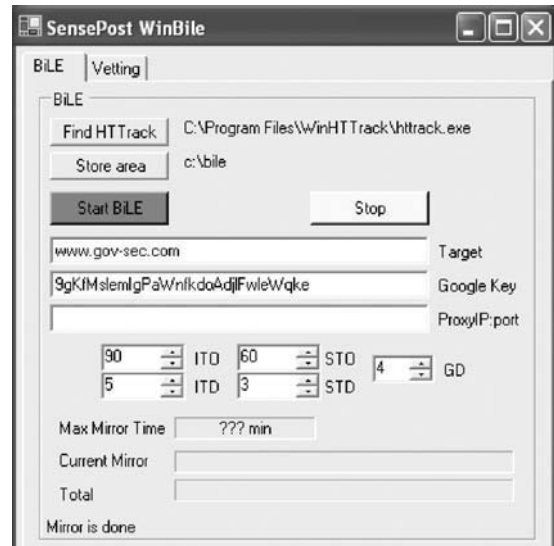 SensePost WinBile
BiLE Vetting
BiLE
Find HTTrack C:\Program Files\WinHTTrack\httrack.exe
Store area c:\bile
Start BiLE Stop
www.gov-sec.com Target
9gKfMslemlgPaWnfkdoAdjlFwleWqke Google Key
ProxyIP:port
90 ITO 60 STO 4 GD
5 ITD 3 STD
Max Mirror Time ??? min
Current Mirror
Total
Mirror is done